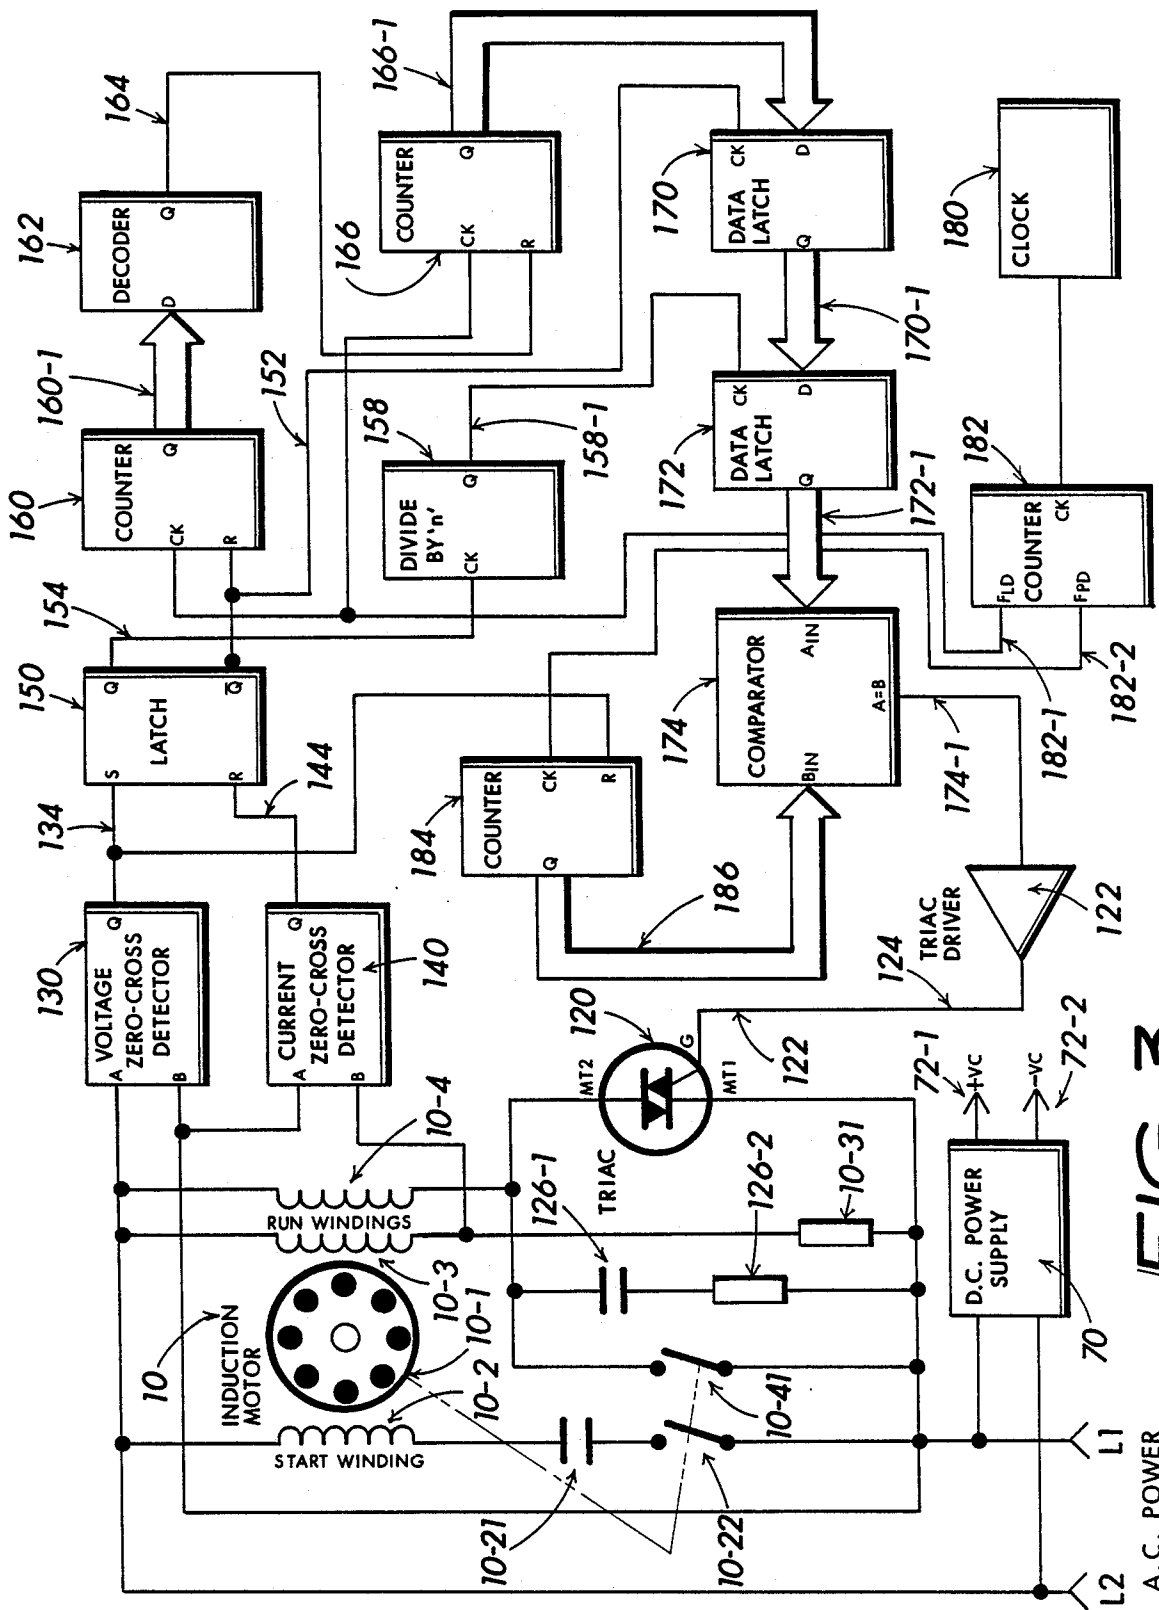 130
VOLTAGE
ZERO-CROSS
DETECTOR
A
B
Q
134
150
S
R
LATCH
Q
Q̅
144
154
160
COUNTER
CK
R
Q
160-1
162
DECODER
D
Q
164
152
140
CURRENT
ZERO-CROSS
DETECTOR
A
B
Q
158
DIVIDE
BY 'n'
CK
Q
158-1
166
COUNTER
CK
R
Q
166-1
10
INDUCTION
MOTOR
10-1
10-2
10-3
10-4
START WINDING
RUN WINDINGS
184
COUNTER
Q
CK
R
186
10-21
10-22
10-41
126-1
126-2
10-31
TRIAC
120
MT2
MT1
G
122
124
TRIAC
DRIVER
122
174
COMPARATOR
BIN
AIN
A=B
174-1
172
DATA
LATCH
Q
CK
D
172-1
170
DATA
LATCH
Q
CK
D
170-1
182
COUNTER
FLD
FPD
CK
182-1
182-2
180
CLOCK
70
D.C. POWER
SUPPLY
72-1
+VC
72-2
-VC
L2
L1
A.C. POWER
FIG 3